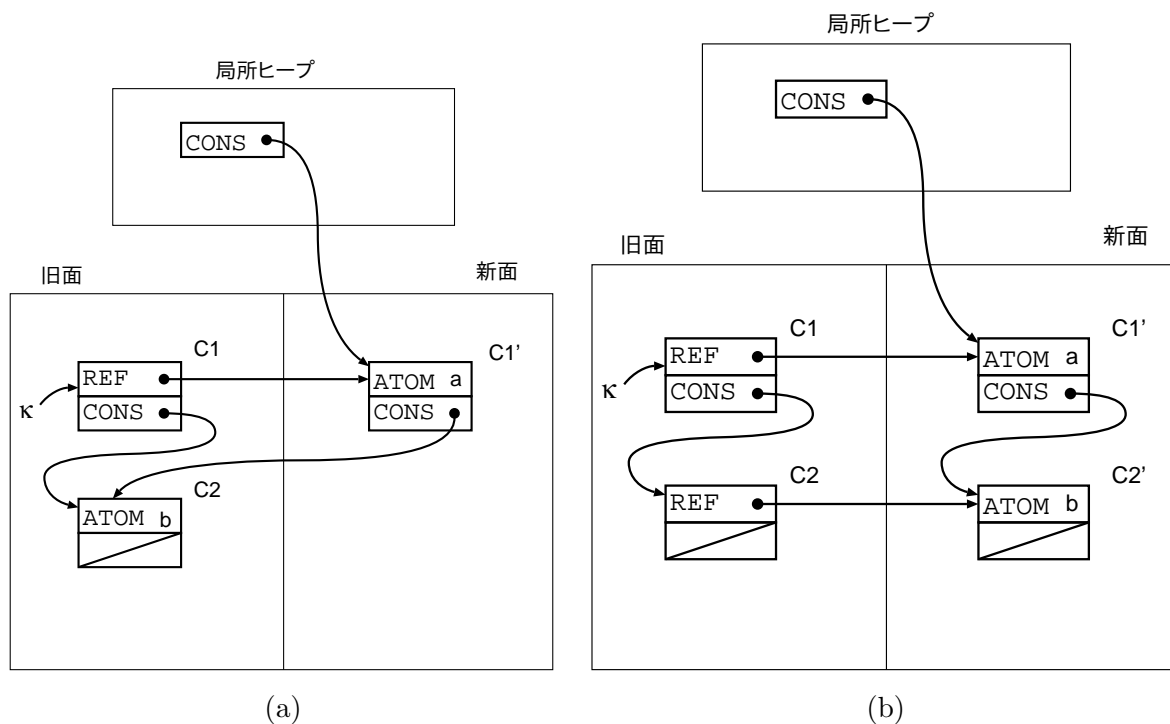 局所ヒープ
CONS
旧面
新面
C1
C1’
REF
ATOM a
κ
CONS
CONS
C2
ATOM b
(a)
局所ヒープ
CONS
旧面
新面
C1
C1’
REF
ATOM a
κ
CONS
CONS
C2
C2’
REF
ATOM b
(b)